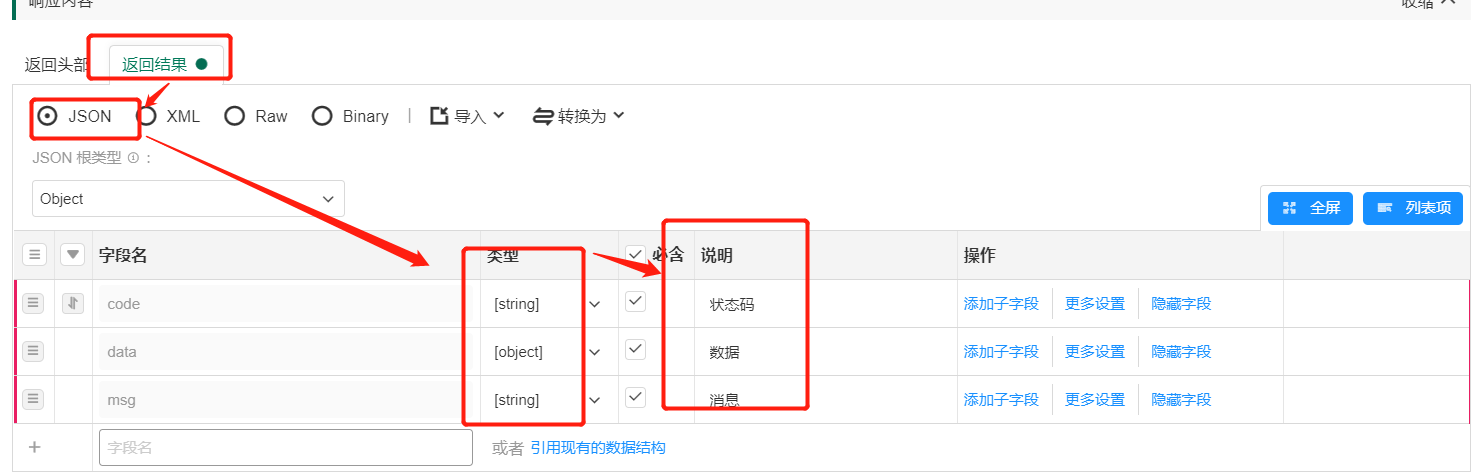 响应内容 收缩
返回头部 返回结果
JSON XML Raw Binary | 导入 转换为
JSON 根类型 :
Object
全屏 列表项
字段名 类型 必含 说明 操作
code [string] 状态码 添加子字段 更多设置 隐藏字段
data [object] 数据 添加子字段 更多设置 隐藏字段
msg [string] 消息 添加子字段 更多设置 隐藏字段
+ 字段名 或者 引用现有的数据结构